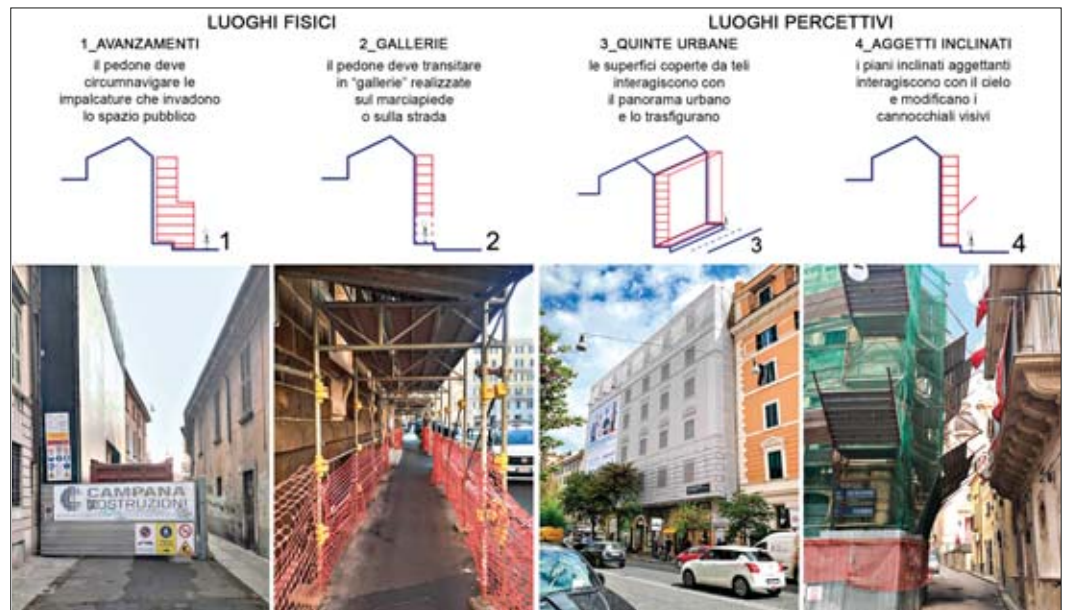 LUOGHI FISICI
1_AVANZAMENTI
il pedone deve
circumnavigare le
impalcature che invadono
lo spazio pubblico
2_GALLERIE
il pedone deve transitare
in "gallerie" realizzate
sul marciapiede
o sulla strada
LUOGHI PERCETTIVI
3_QUINTE URBANE
le superfici coperte da teli
interagiscono con
il panorama urbano
e lo trasfigurano
4_AGGETTI INCLINATI
i piani inclinati aggettanti
interagiscono con il cielo
e modificano i
cannocchiali visivi
1
2
3
4
CAMPANA
COSTRUZIONI